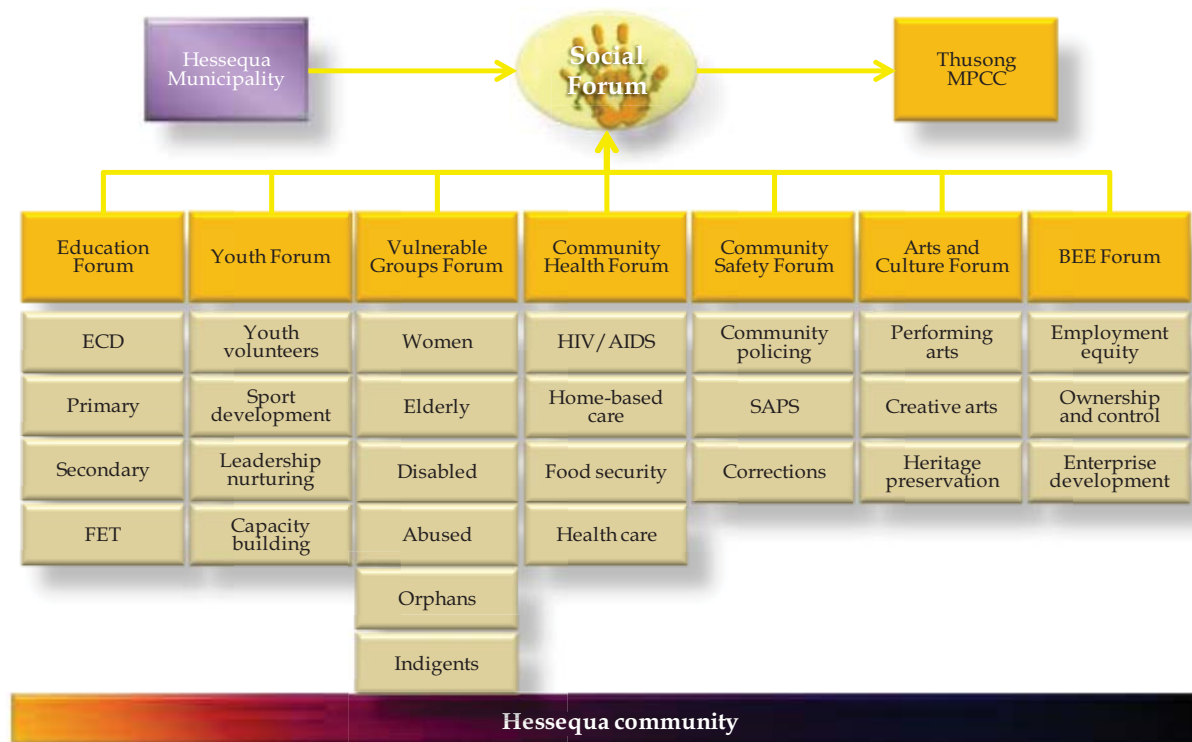 Hessequa
Municipality
Social
Forum
Thusong
MPCC
Education
Forum
ECD
Primary
Secondary
FET
Youth Forum
Youth
volunteers
Sport
development
Leadership
nurturing
Capacity
building
Vulnerable
Groups Forum
Women
Elderly
Disabled
Abused
Orphans
Indigents
Community
Health Forum
HIV/AIDS
Home-based
care
Food security
Health care
Community
Safety Forum
Community
policing
SAPS
Corrections
Arts and
Culture Forum
Performing
arts
Creative arts
Heritage
preservation
BEE Forum
Employment
equity
Ownership
and control
Enterprise
development
Hessequa community